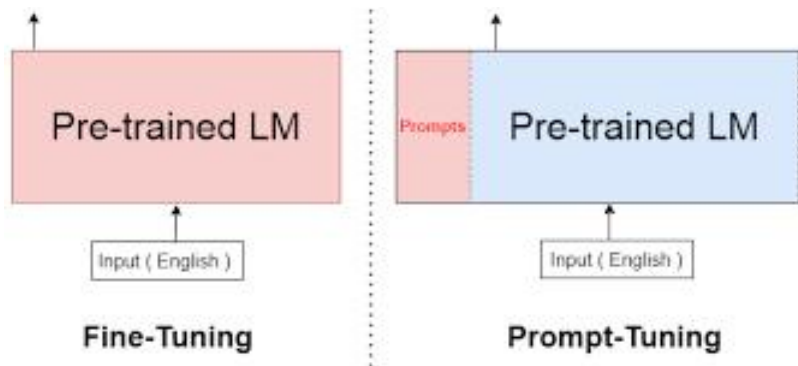 Pre-trained LM
Input ( English )
Fine-Tuning
Prompts
Pre-trained LM
Input ( English )
Prompt-Tuning